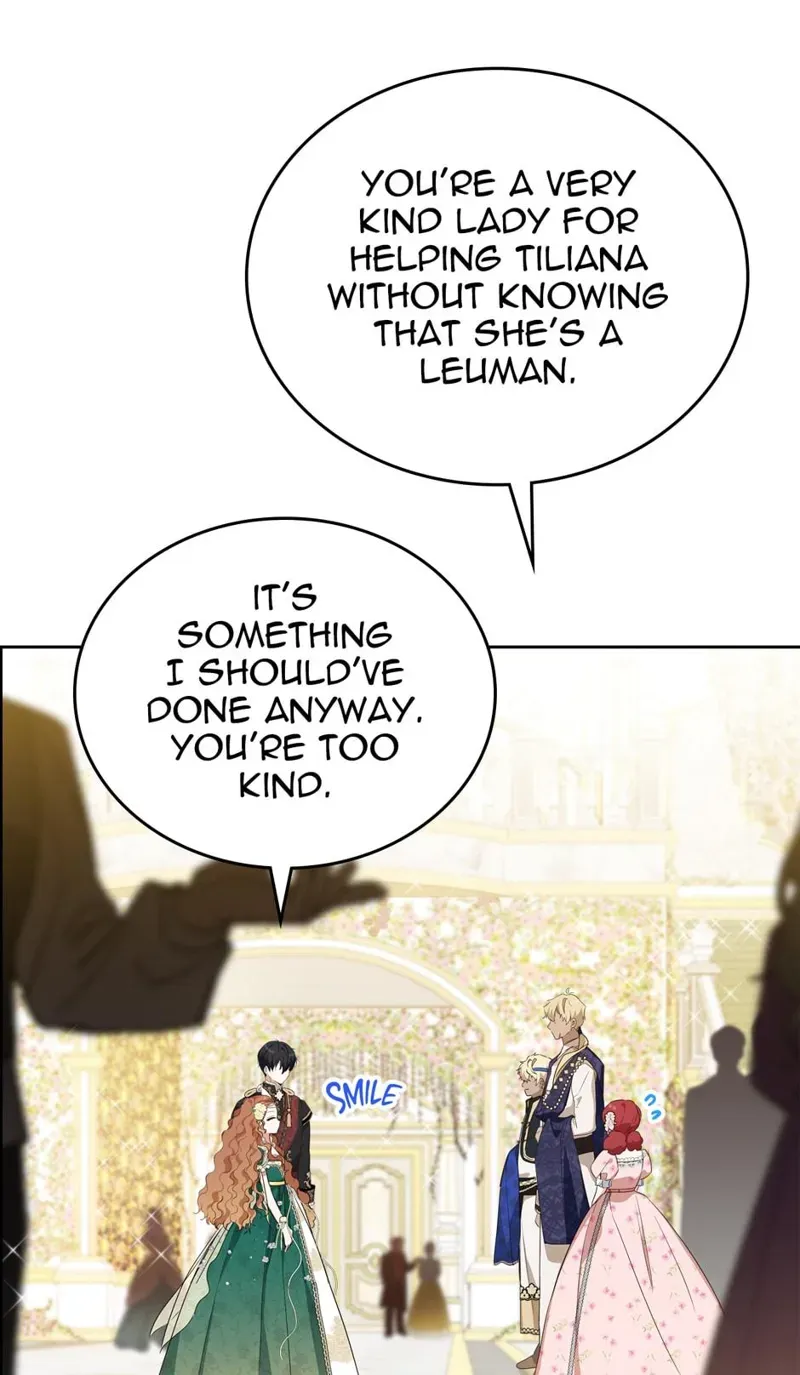 YOU'RE A VERY
KIND LADY FOR
HELPING TILIANA
WITHOUT KNOWING
THAT SHE'S A
LEUMAN.
IT'S
SOMETHING
I SHOULD'VE
DONE ANYWAY.
YOU'RE TOO
KIND.
SMILE